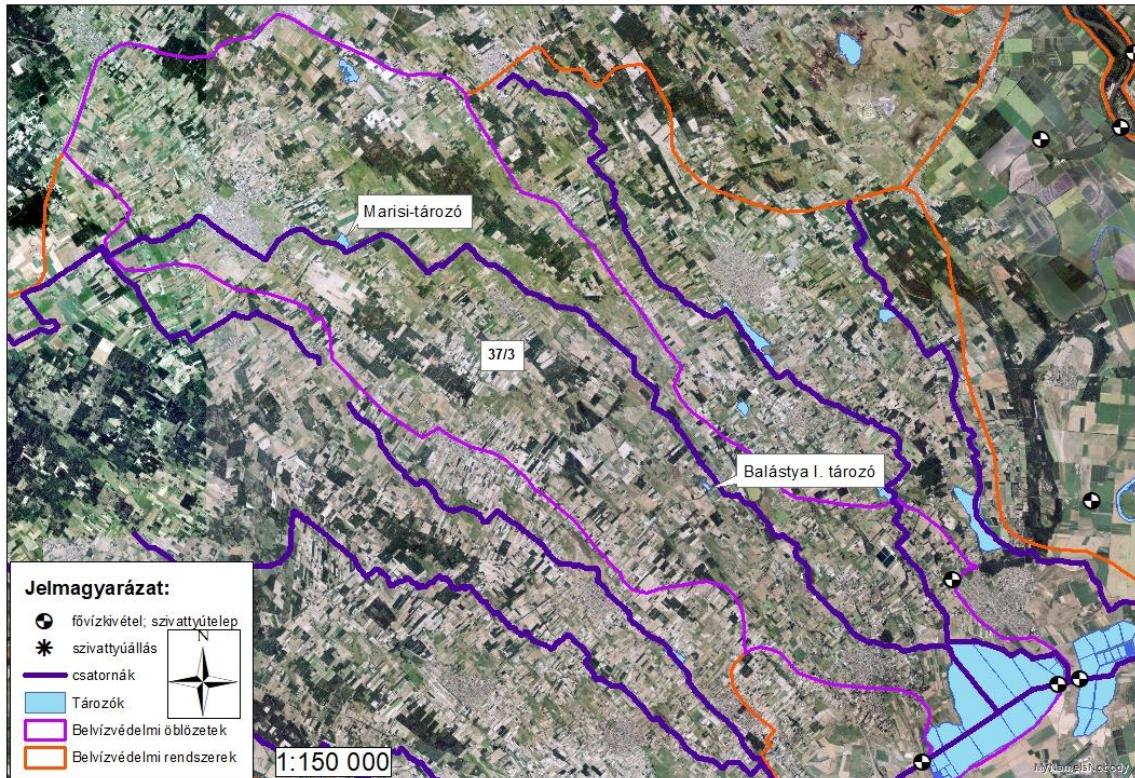 Marisi-tározó
37/3
Balástya I. tározó
Jelmagyarázat:
fővízkivétel; szivattyútelep
szivattyúállás
csatornák
Tározók
Belvízvédelmi öblözetek
Belvízvédelmi rendszerek
N
1:150 000
MyNameIsNobody